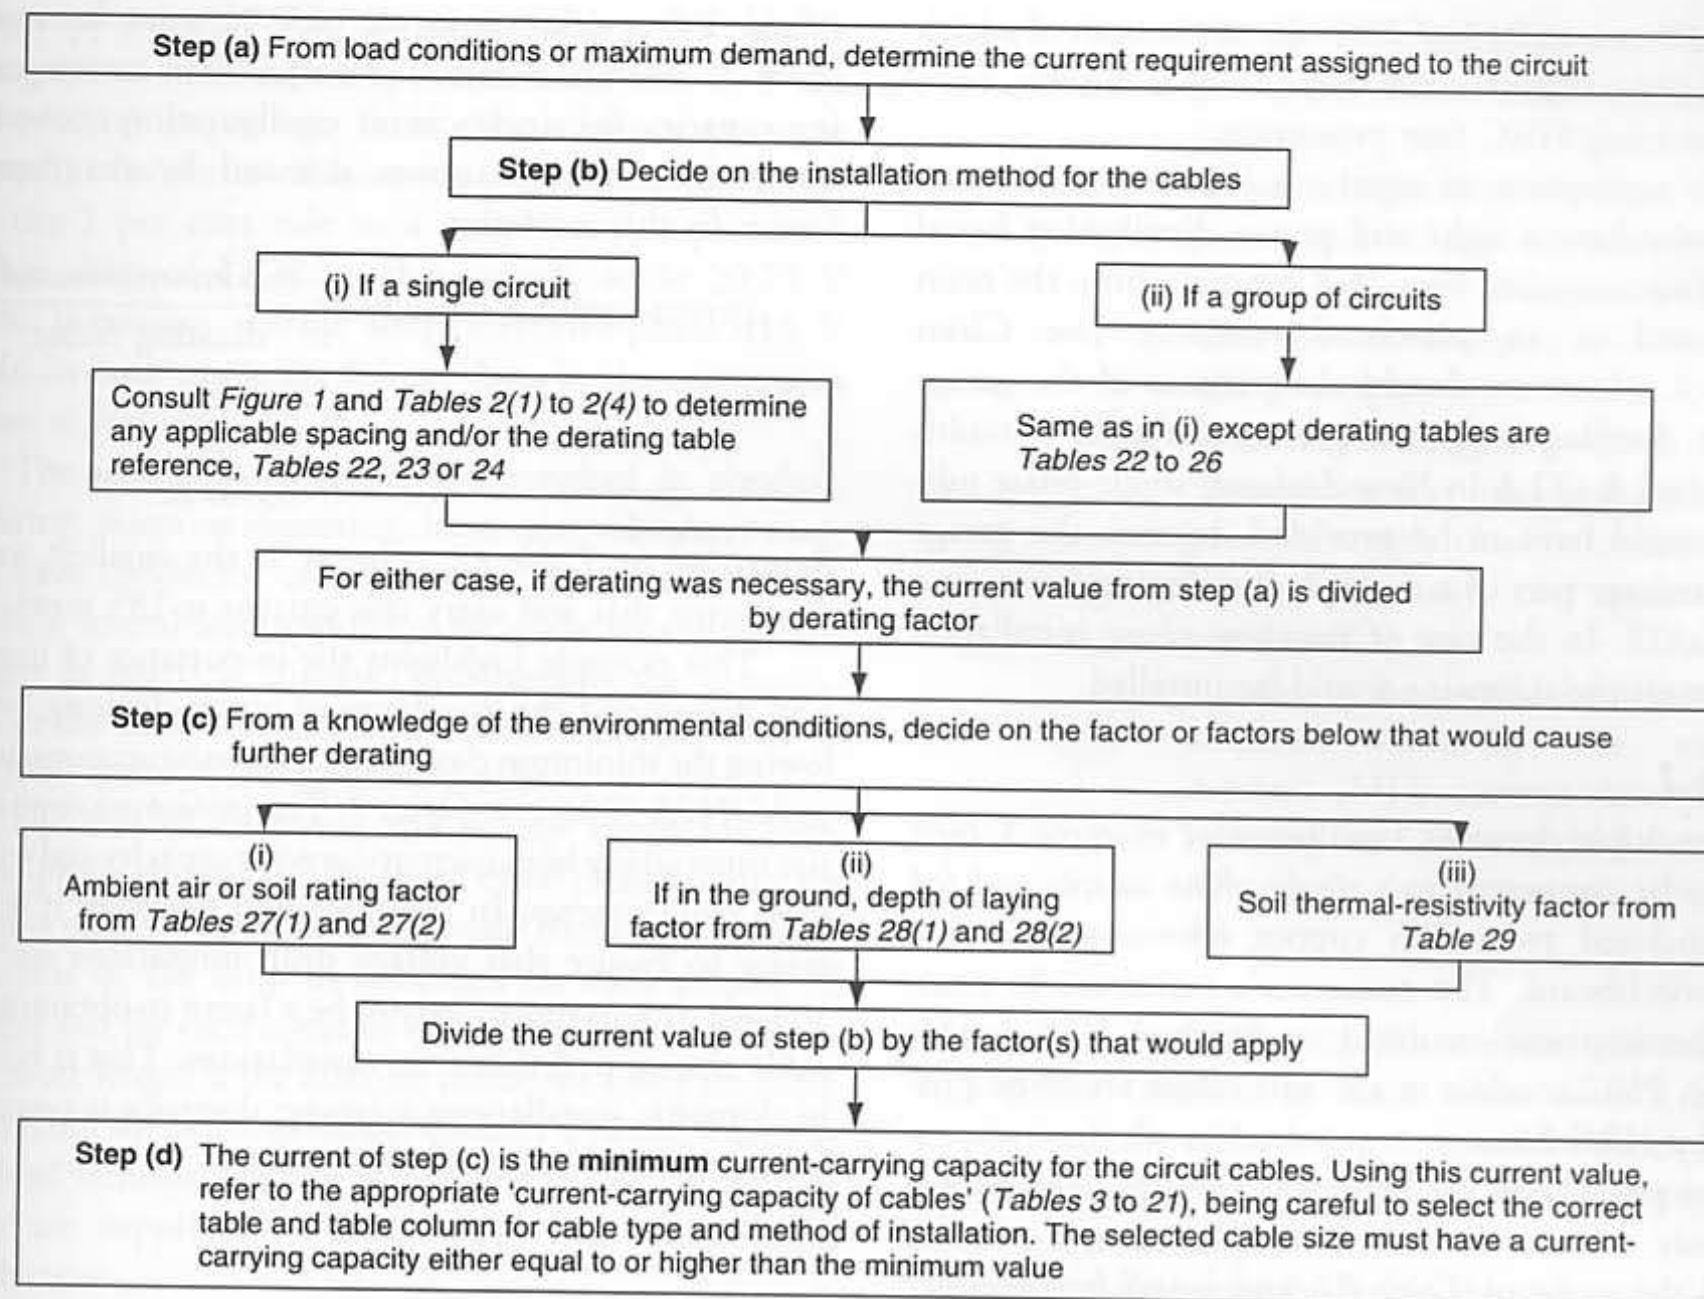 Step (a) From load conditions or maximum demand, determine the current requirement assigned to the circuit
Step (b) Decide on the installation method for the cables
(i) If a single circuit
(ii) If a group of circuits
Consult Figure 1 and Tables 2(1) to 2(4) to determine
any applicable spacing and/or the derating table
reference, Tables 22, 23 or 24
Same as in (i) except derating tables are
Tables 22 to 26
For either case, if derating was necessary, the current value from step (a) is divided
by derating factor
Step (c) From a knowledge of the environmental conditions, decide on the factor or factors below that would cause
further derating
(i)
Ambient air or soil rating factor
from Tables 27(1) and 27(2)
(ii)
If in the ground, depth of laying
factor from Tables 28(1) and 28(2)
(iii)
Soil thermal-resistivity factor from
Table 29
Divide the current value of step (b) by the factor(s) that would apply
Step (d) The current of step (c) is the minimum current-carrying capacity for the circuit cables. Using this current value,
refer to the appropriate 'current-carrying capacity of cables' (Tables 3 to 21), being careful to select the correct
table and table column for cable type and method of installation. The selected cable size must have a current-
carrying capacity either equal to or higher than the minimum value